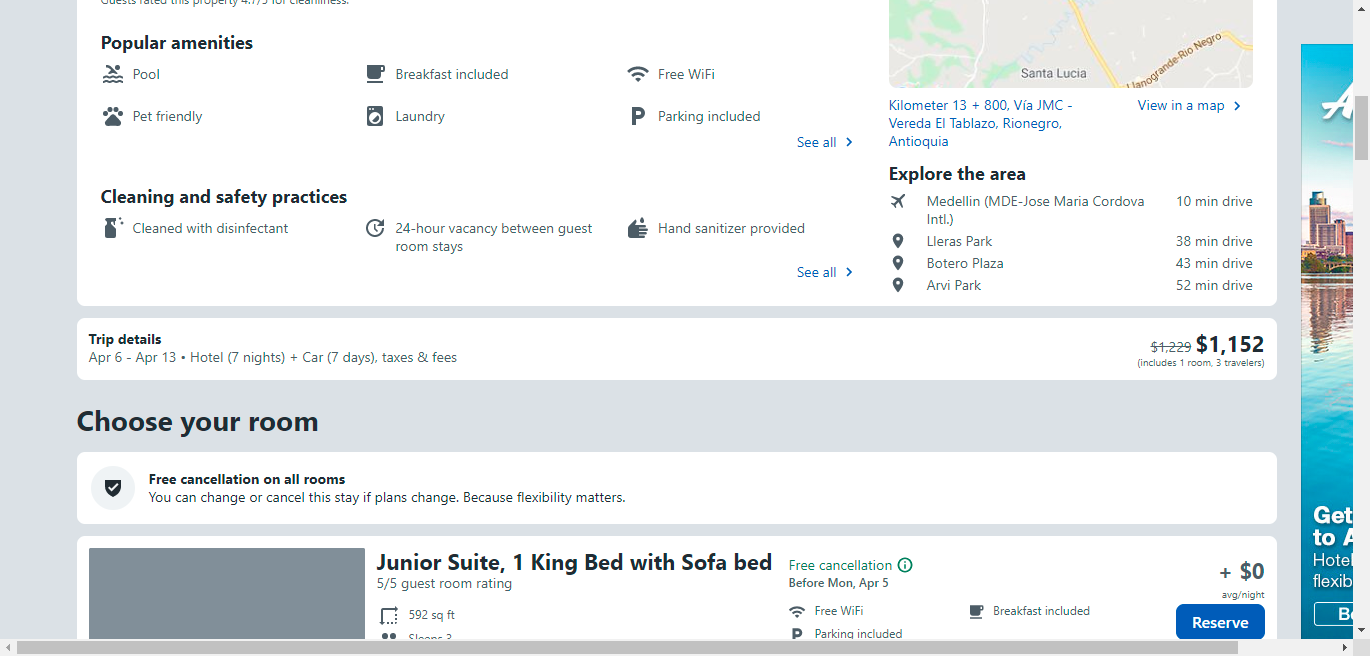 Guests rated this property 4.7/5 for cleanliness.
Popular amenities
Pool
Breakfast included
Free WiFi
Pet friendly
Laundry
Parking included
See all
Cleaning and safety practices
Cleaned with disinfectant
24-hour vacancy between guest
room stays
Hand sanitizer provided
See all
Santa Lucia
Llanogrande-Rio Negro
Kilometer 13 + 800, Vía JMC -
Vereda El Tablazo, Rionegro,
Antioquia
View in a map
Explore the area
Medellin (MDE-Jose Maria Cordova
Intl.)
10 min drive
Lleras Park
38 min drive
Botero Plaza
43 min drive
Arvi Park
52 min drive
Trip details
Apr 6 - Apr 13 • Hotel (7 nights) + Car (7 days), taxes & fees
$1,229 $1,152
(includes 1 room, 3 travelers)
Choose your room
Free cancellation on all rooms
You can change or cancel this stay if plans change. Because flexibility matters.
Junior Suite, 1 King Bed with Sofa bed
5/5 guest room rating
592 sq ft
Sleeps 3
Free cancellation
Before Mon, Apr 5
Free WiFi
Breakfast included
Parking included
+ $0
avg/night
Reserve
Get
to A
Hotel
flexib